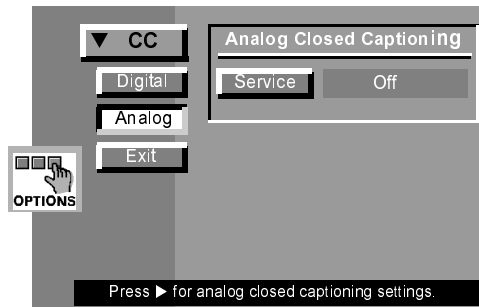 ▼ CC
Analog Closed Captioning
Digital
Service
Off
Analog
Exit
OPTIONS
Press ▶ for analog closed captioning settings.